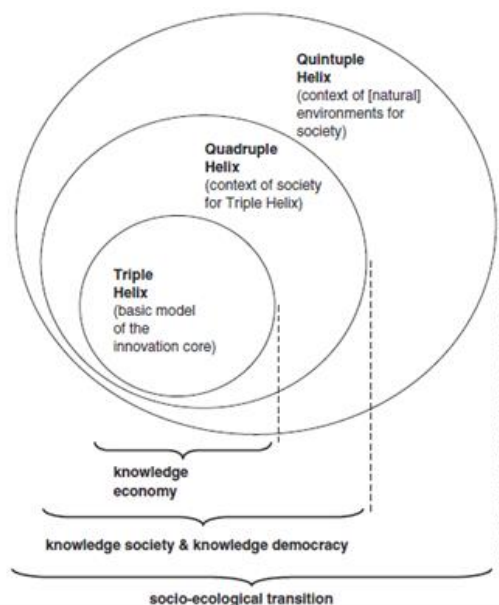 Quintuple
Helix
(context of [natural]
environments for
society)
Quadruple
Helix
(context of society
for Triple Helix)
Triple
Helix
(basic model
of the
innovation core)
knowledge
economy
knowledge society & knowledge democracy
socio-ecological transition